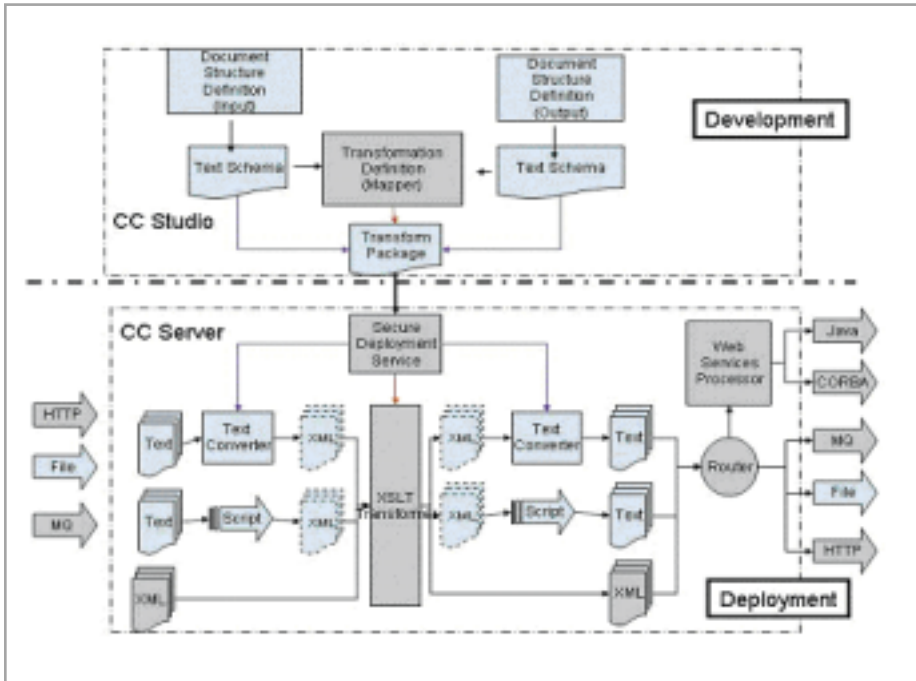 Document
Structure
Definition
(Input)
Document
Structure
Definition
(Output)
Development
Text Schema
Transformation
Definition
(Mapper)
Text Schema
CC Studio
Transform
Package
CC Server
Secure
Deployment
Service
Web
Services
Processor
Java
CORBA
HTTP
File
MQ
Text
Text
Converter
XML
XML
Text
Converter
Text
Router
MQ
File
HTTP
Text
Script
XML
XSLT
Transform
XML
Script
Text
XML
XML
Deployment